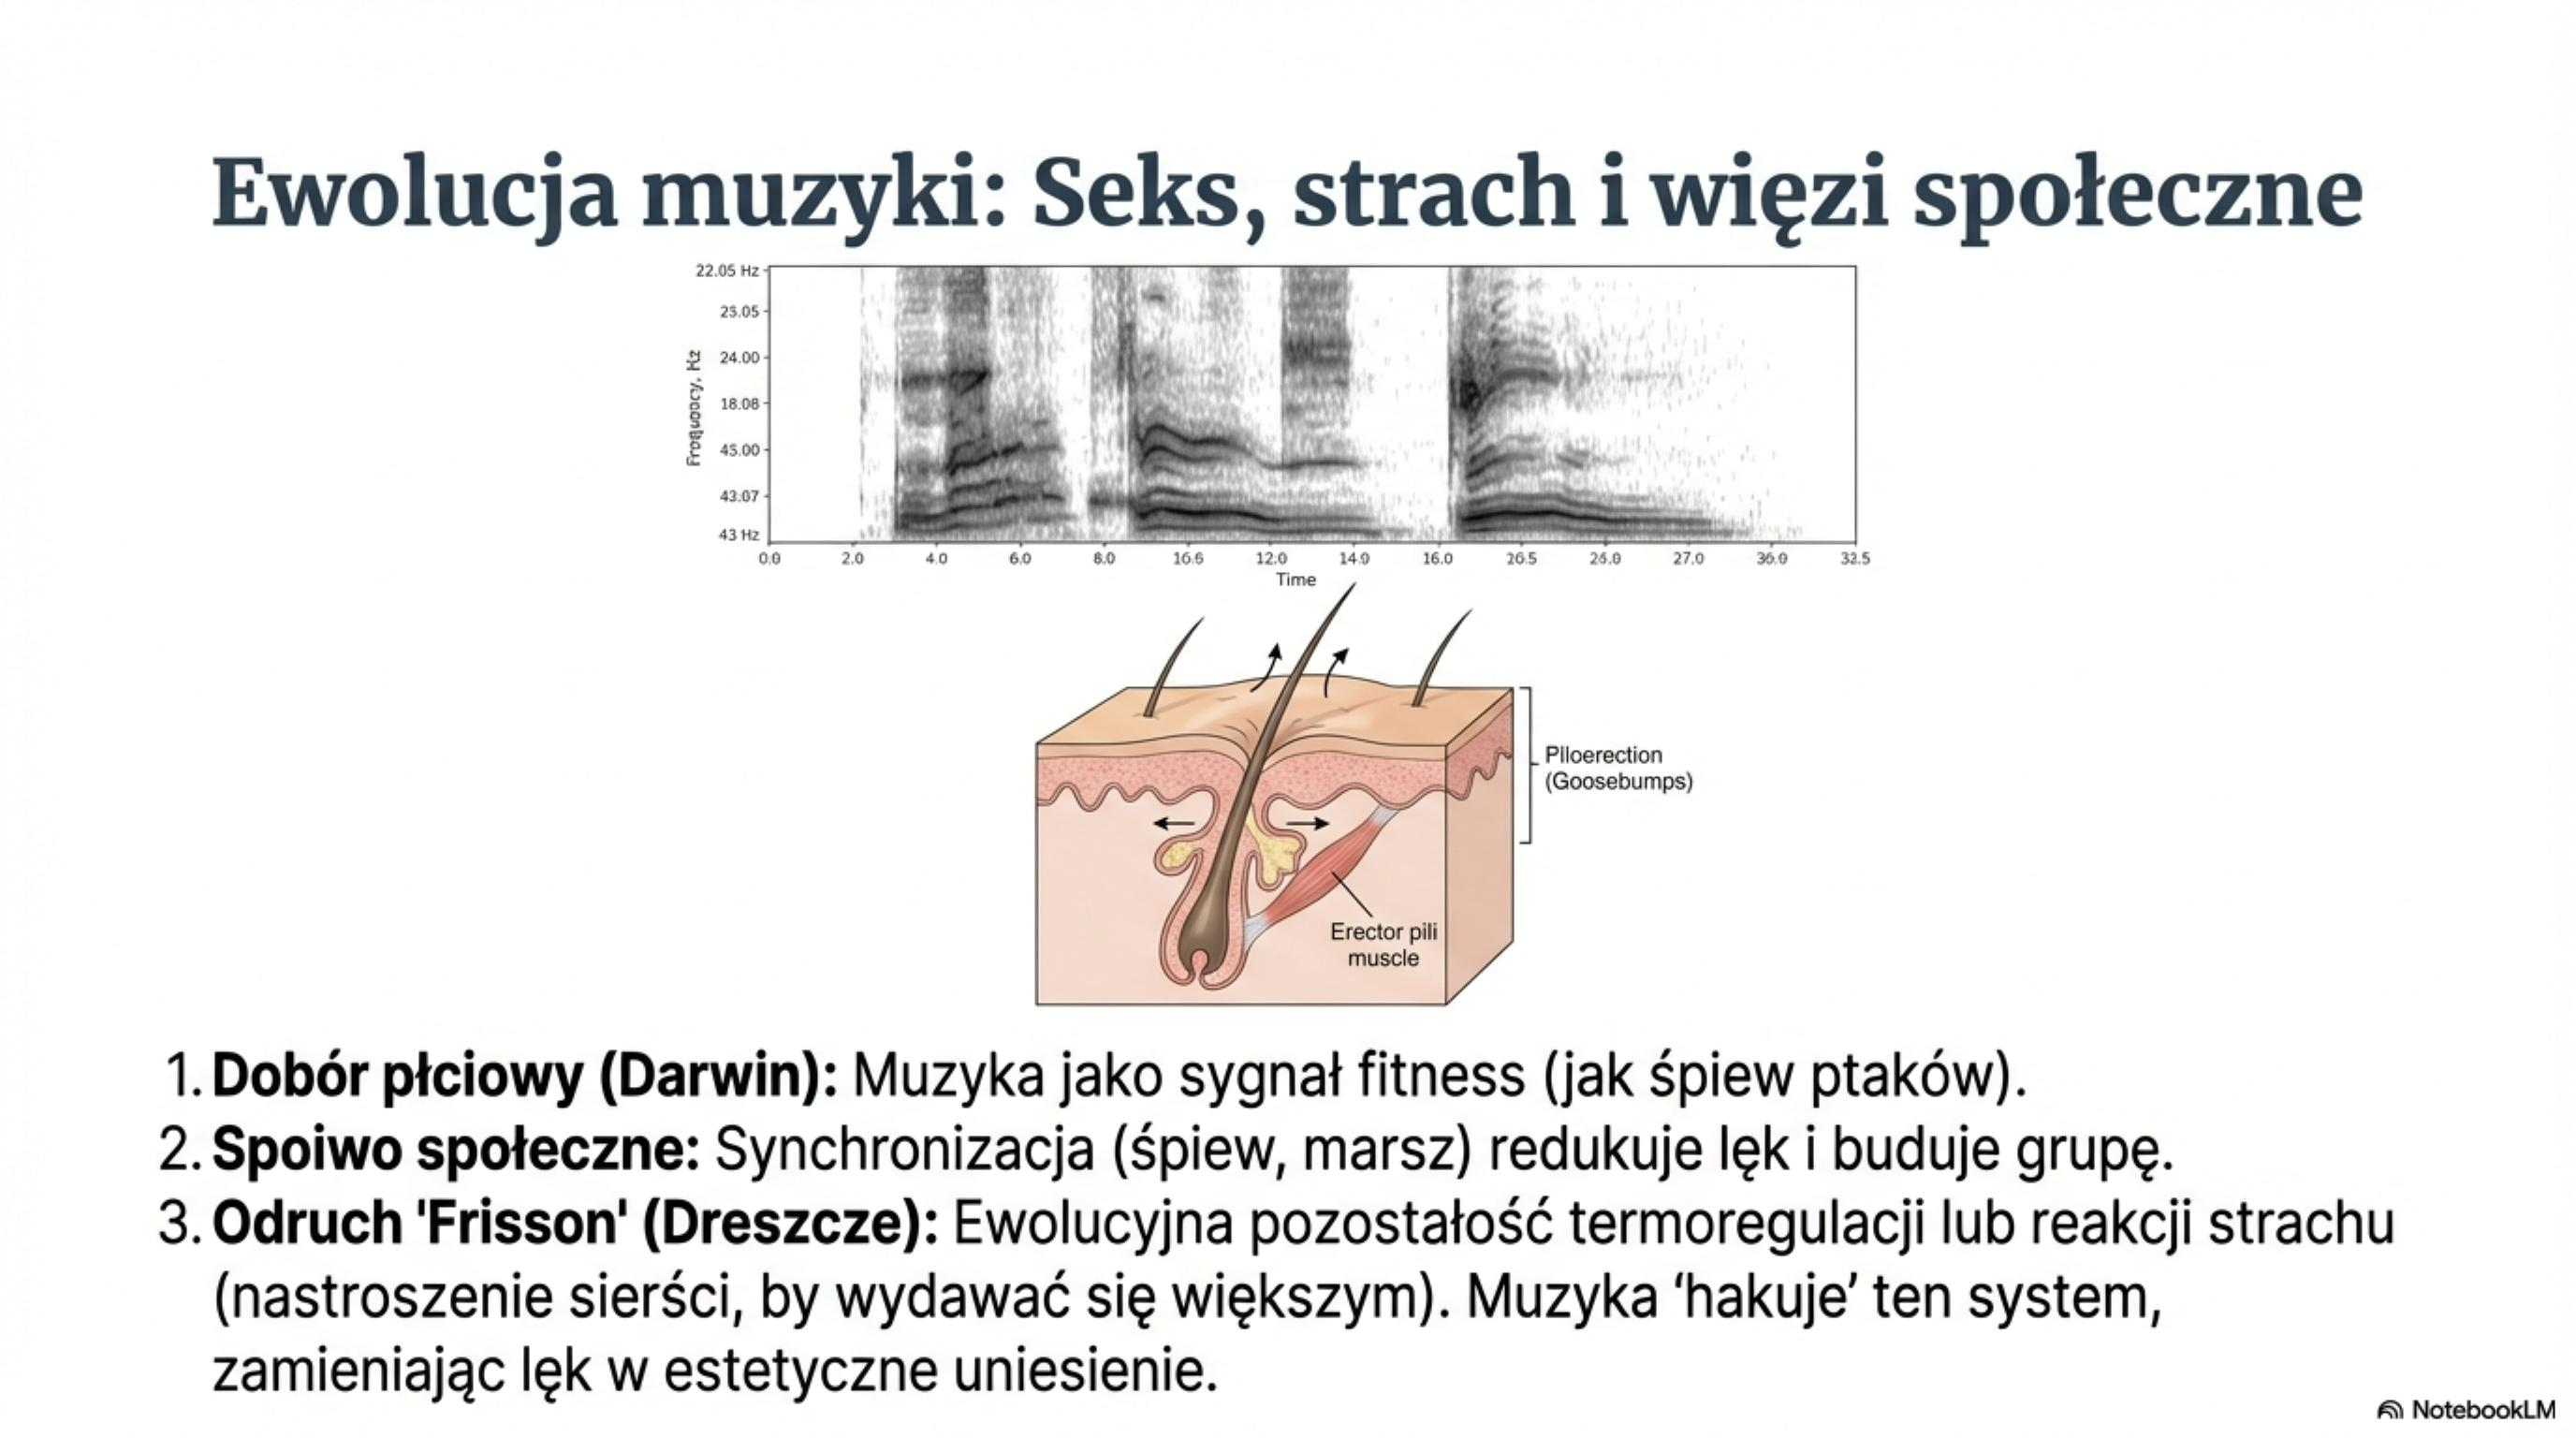 Ewolucja muzyki: Seks, strach i więzi społeczne
22.05 Hz
25.05
24.00
18.08
45.00
43:07
43 Hz
0.0 2.0 4.0 6.0 8.0 16.6 12.0 14.9 16.0 26.5 24.0 27.0 36.0 32.5
Time
Piloerection
(Goosebumps)
Erector pili
muscle
1. Dobór płciowy (Darwin): Muzyka jako sygnał fitness (jak śpiew ptaków).
2. Spoiwo społeczne: Synchronizacja (śpiew, marsz) redukuje lęk i buduje grupę.
3. Odruch 'Frisson' (Dreszcze): Ewolucyjna pozostałość termoregulacji lub reakcji strachu
(nastroszenie sierści, by wydawać się większym). Muzyka ‘hakuje’ ten system,
zamieniając lęk w estetyczne uniesienie.
NotebookLM